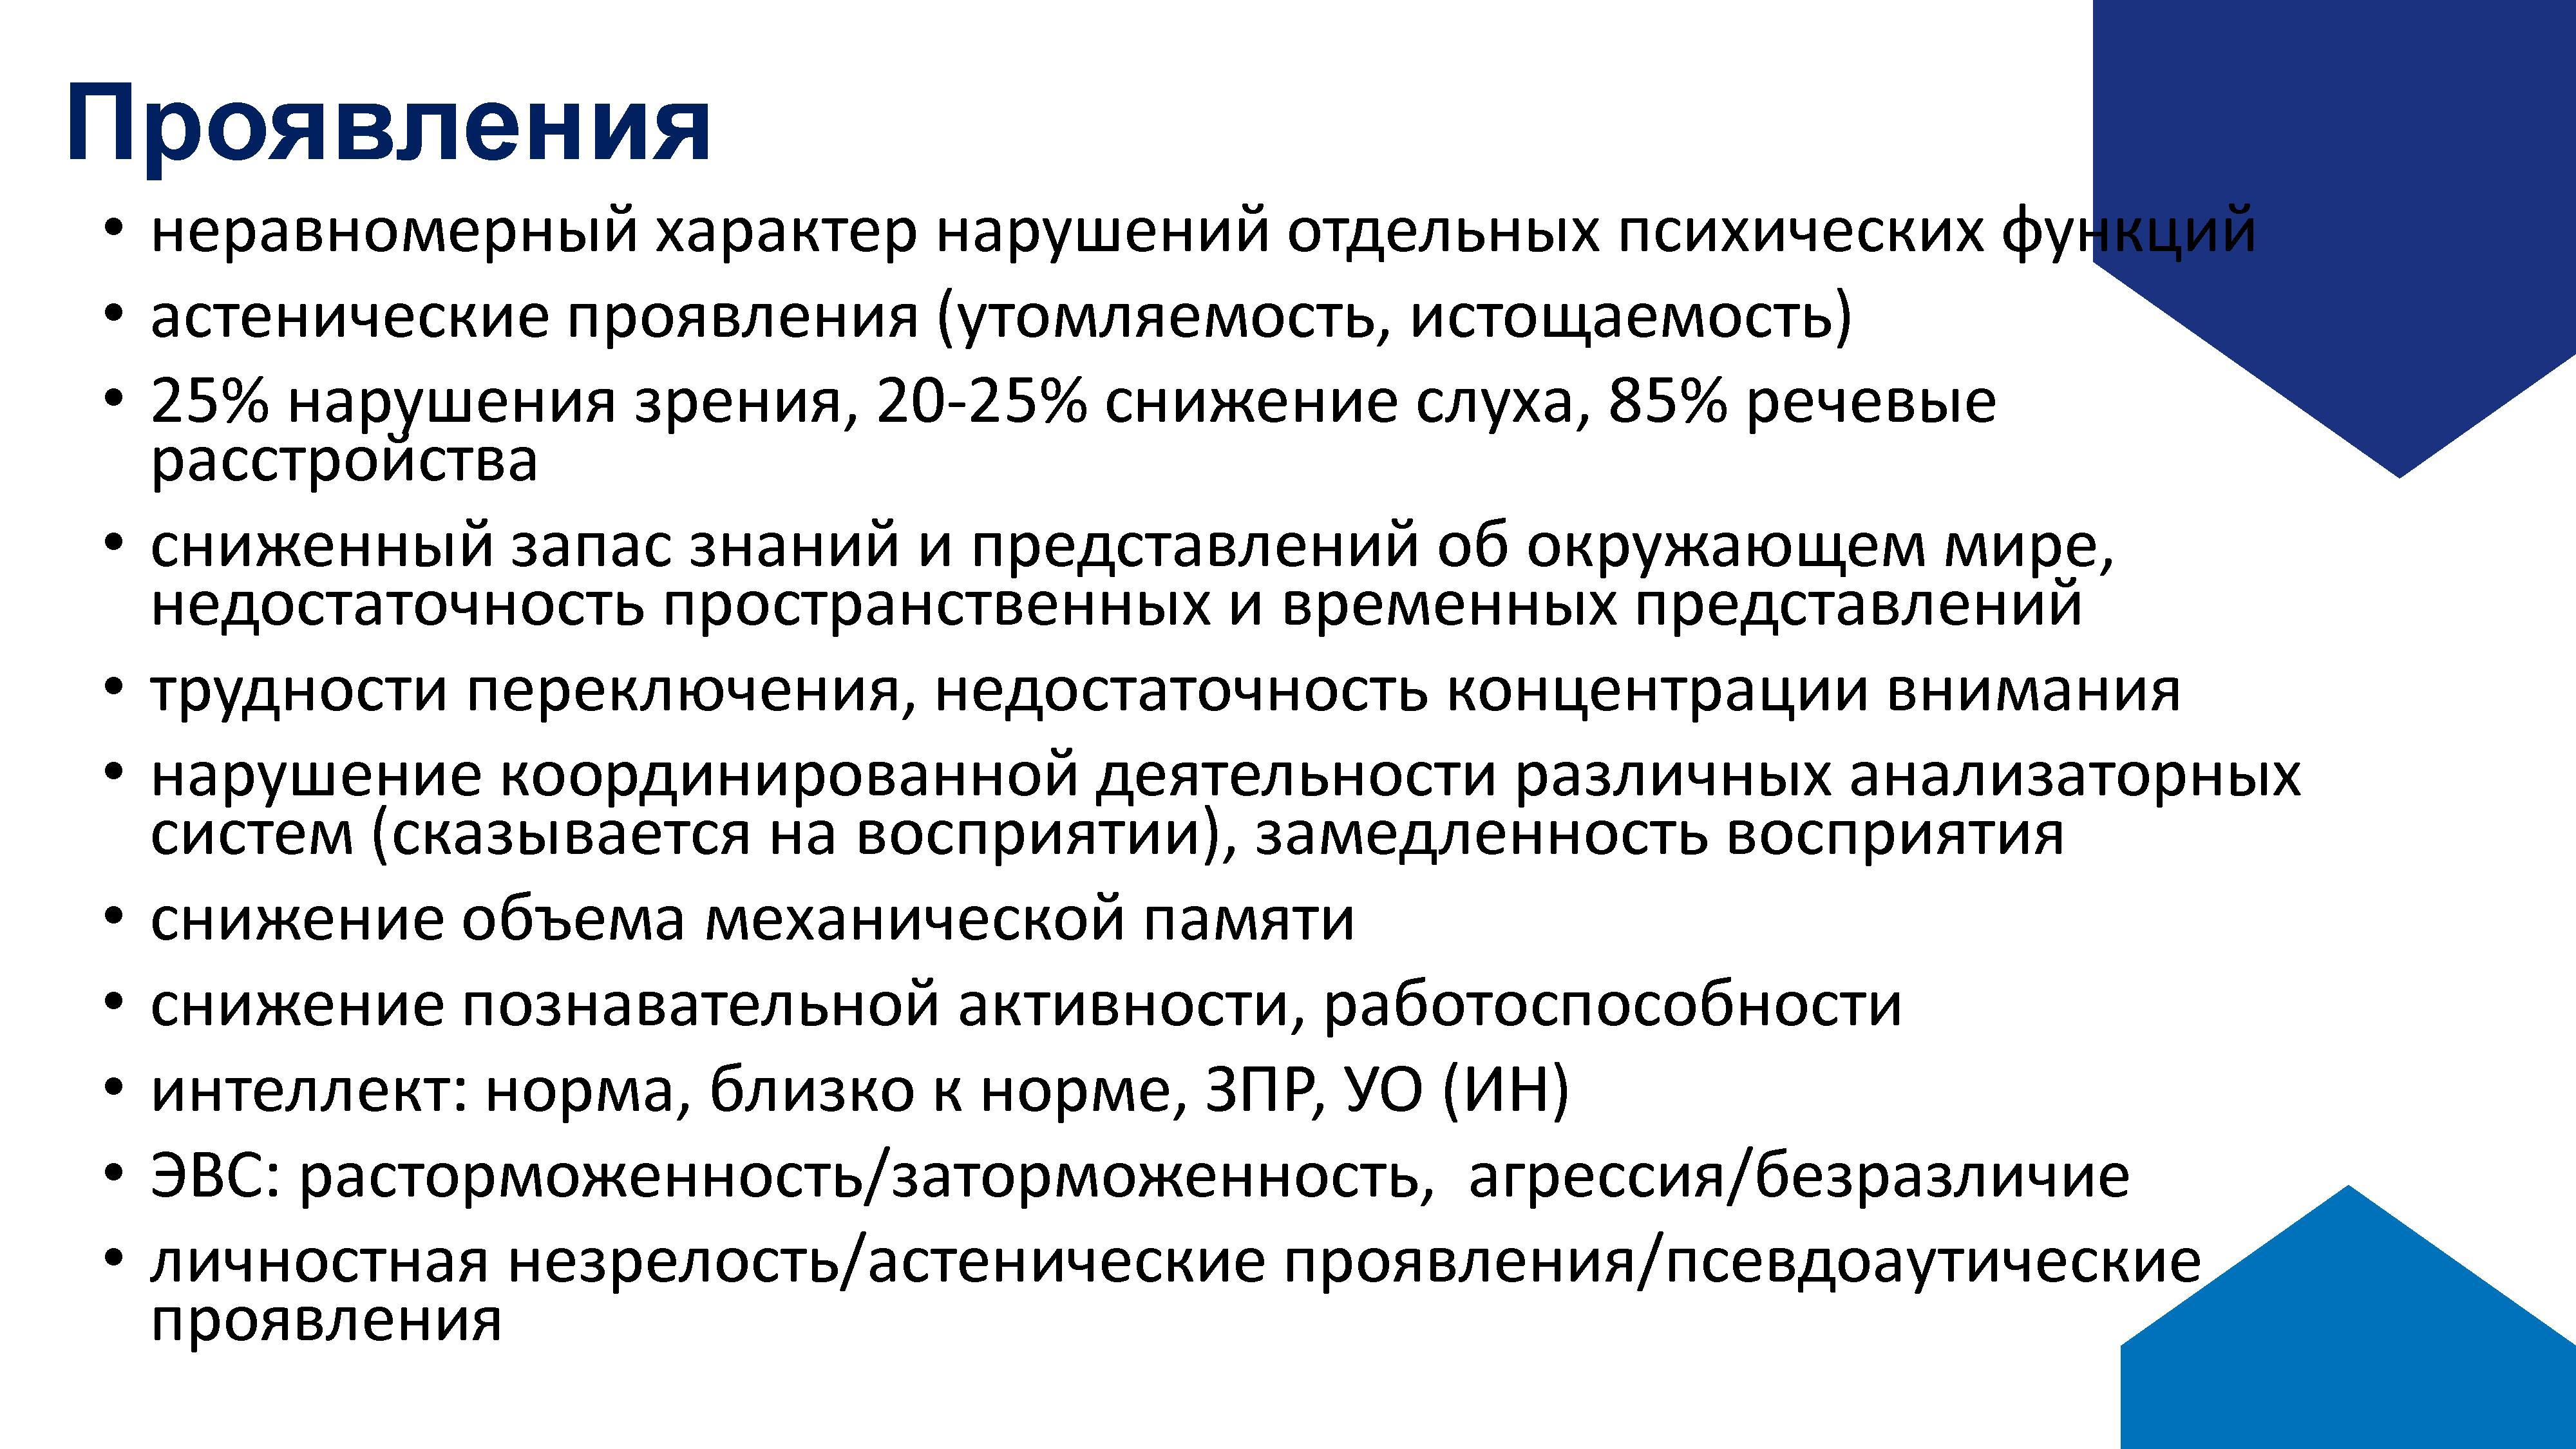 Проявления
• неравномерный характер нарушений отдельных психических функций
• астенические проявления (утомляемость, истощаемость)
• 25% нарушения зрения, 20-25% снижение слуха, 85% речевые
расстройства
• сниженный запас знаний и представлений об окружающем мире,
недостаточность пространственных и временных представлений
• трудности переключения, недостаточность концентрации внимания
• нарушение координированной деятельности различных анализаторных
систем (сказывается на восприятии), замедленность восприятия
• снижение объема механической памяти
• снижение познавательной активности, работоспособности
• интеллект: норма, близко к норме, ЗПР, УО (ИН)
• ЭВС: расторможенность/заторможенность,  агрессия/безразличие
• личностная незрелость/астенические проявления/псевдоаутические
проявления